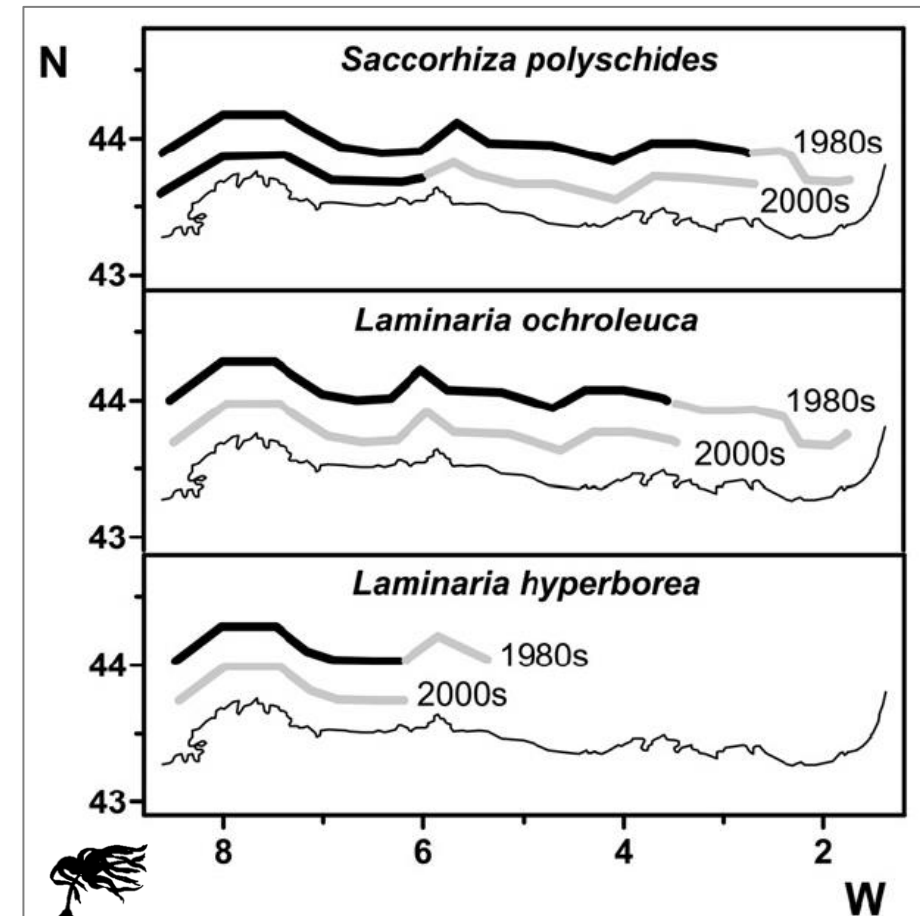 N
Saccorhiza polyschides
44
1980s
2000s
43
Laminaria ochroleuca
44
1980s
2000s
43
Laminaria hyperborea
44
1980s
2000s
43
8 6 4 2
W